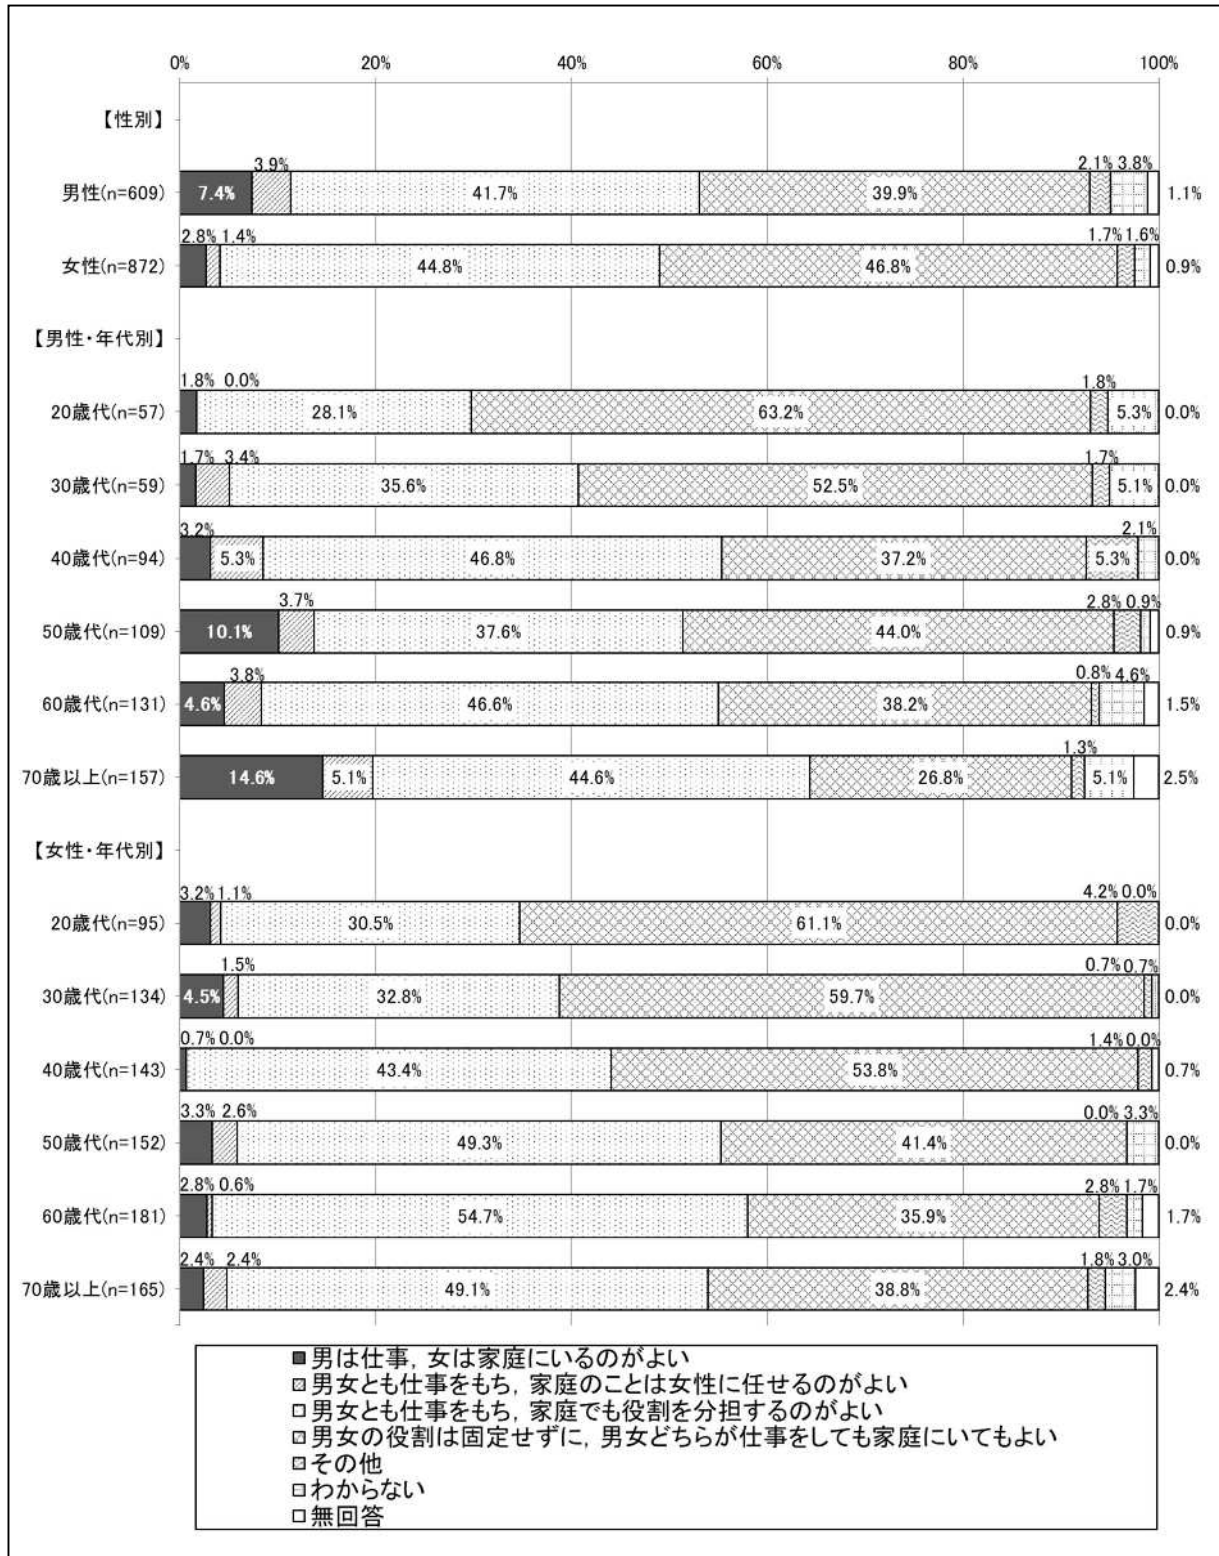 0% 20% 40% 60% 80% 100%
【性別】
3.9% 2.1% 3.8%
男性(n=609) 7.4% 41.7% 39.9% 1.1%
2.8% 1.4% 1.7% 1.6%
女性(n=872) 44.8% 46.8% 0.9%
【男性・年代別】
1.8% 0.0% 1.8%
20歳代(n=57) 28.1% 63.2% 5.3% 0.0%
1.7% 3.4% 1.7%
30歳代(n=59) 35.6% 52.5% 5.1% 0.0%
3.2% 2.1%
40歳代(n=94) 5.3% 46.8% 37.2% 5.3% 0.0%
3.7% 2.8% 0.9%
50歳代(n=109) 10.1% 37.6% 44.0% 0.9%
3.8% 0.8% 4.6%
60歳代(n=131) 4.6% 46.6% 38.2% 1.5%
1.3%
70歳以上(n=157) 14.6% 5.1% 44.6% 26.8% 5.1% 2.5%
【女性・年代別】
3.2% 1.1% 4.2% 0.0%
20歳代(n=95) 30.5% 61.1% 0.0%
1.5% 0.7% 0.7%
30歳代(n=134) 4.5% 32.8% 59.7% 0.0%
0.7% 0.0% 1.4% 0.0%
40歳代(n=143) 43.4% 53.8% 0.7%
3.3% 2.6% 0.0% 3.3%
50歳代(n=152) 49.3% 41.4% 0.0%
2.8% 0.6% 2.8% 1.7%
60歳代(n=181) 54.7% 35.9% 1.7%
2.4% 2.4% 1.8% 3.0%
70歳以上(n=165) 49.1% 38.8% 2.4%
男は仕事，女は家庭にいるのがよい
男女とも仕事をもち，家庭のことは女性に任せるのがよい
男女とも仕事をもち，家庭でも役割を分担するのがよい
男女の役割は固定せずに，男女どちらが仕事をしても家庭にいてもよい
その他
わからない
無回答